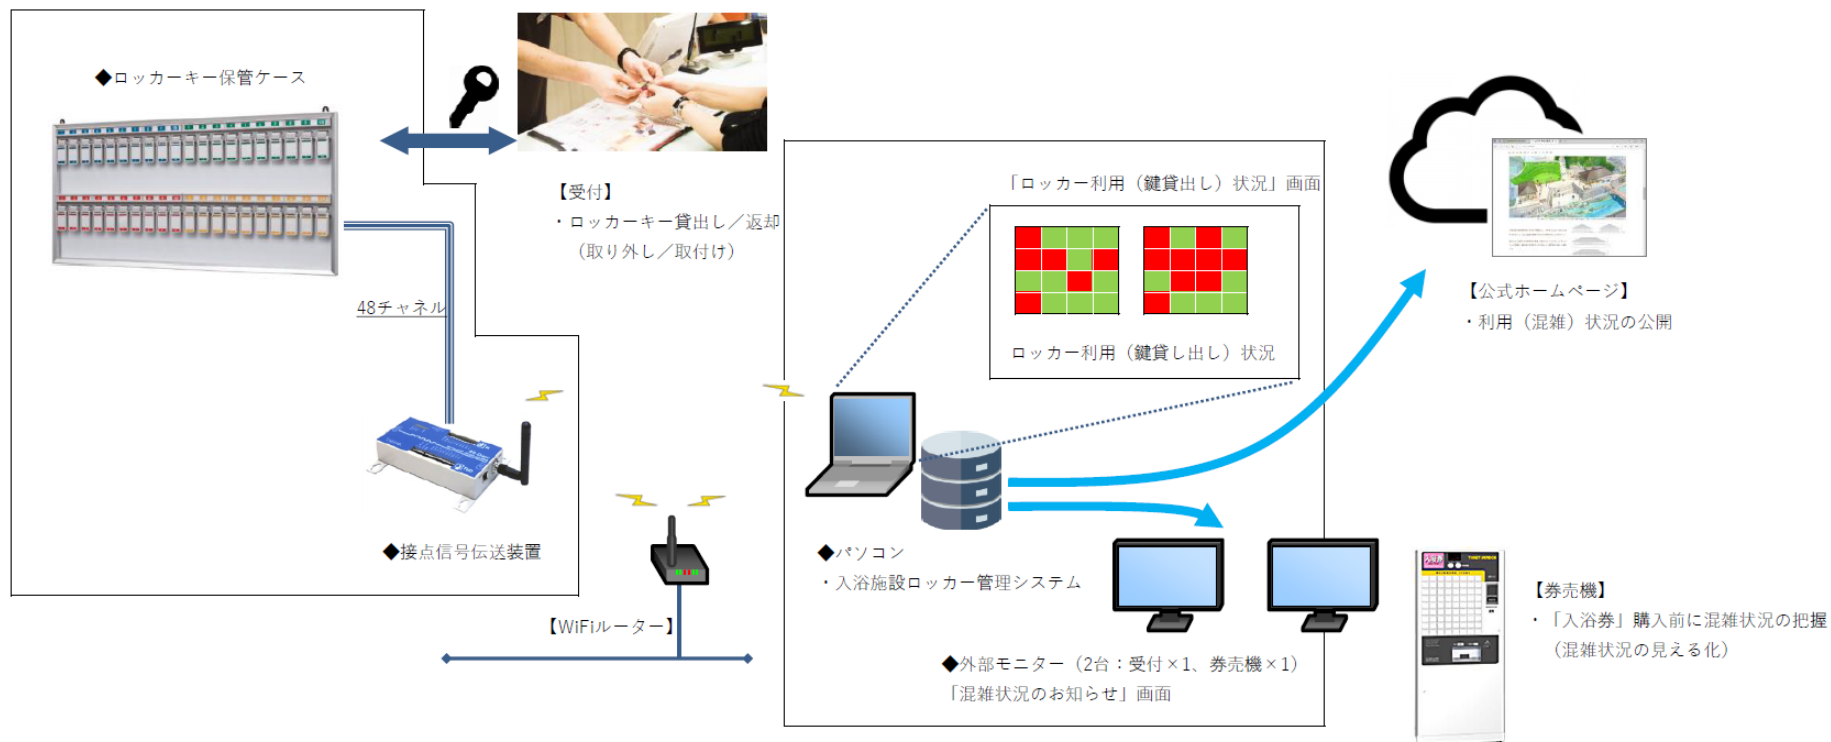 ◆ロッカーキー保管ケース
【受付】
・ロッカーキー貸出し／返却
（取り外し／取付け）
48チャネル
◆接点信号伝送装置
【WiFiルーター】
「ロッカー利用（鍵貸出し）状況」画面
ロッカー利用（鍵貸し出し）状況
◆パソコン
・入浴施設ロッカー管理システム
◆外部モニター（2台：受付×1、券売機×1）
「混雑状況のお知らせ」画面
【公式ホームページ】
・利用（混雑）状況の公開
【券売機】
・「入浴券」購入前に混雑状況の把握
（混雑状況の見える化）